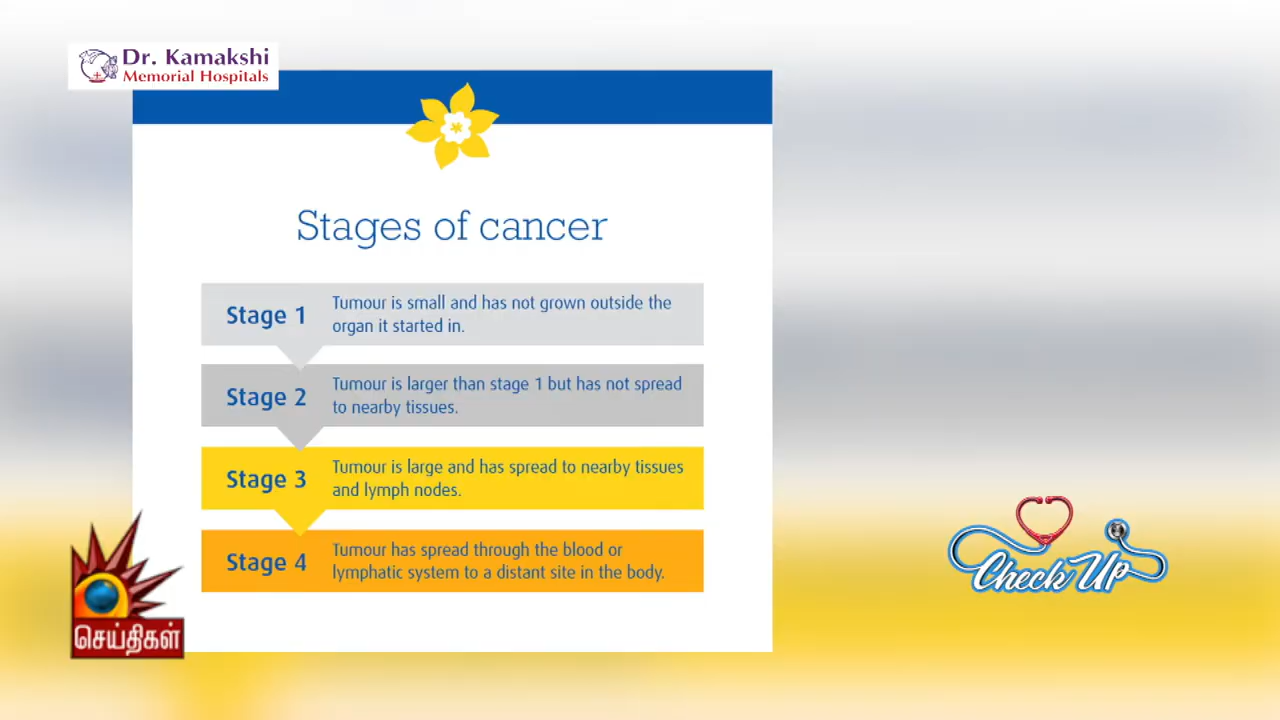 Dr. Kamakshi
Memorial Hospitals
Stages of cancer
Stage 1
Tumour is small and has not grown outside the
organ it started in.
Stage 2
Tumour is larger than stage 1 but has not spread
to nearby tissues.
Stage 3
Tumour is large and has spread to nearby tissues
and lymph nodes.
Stage 4
Tumour has spread through the blood or
lymphatic system to a distant site in the body.
செய்திகள்
Check Up